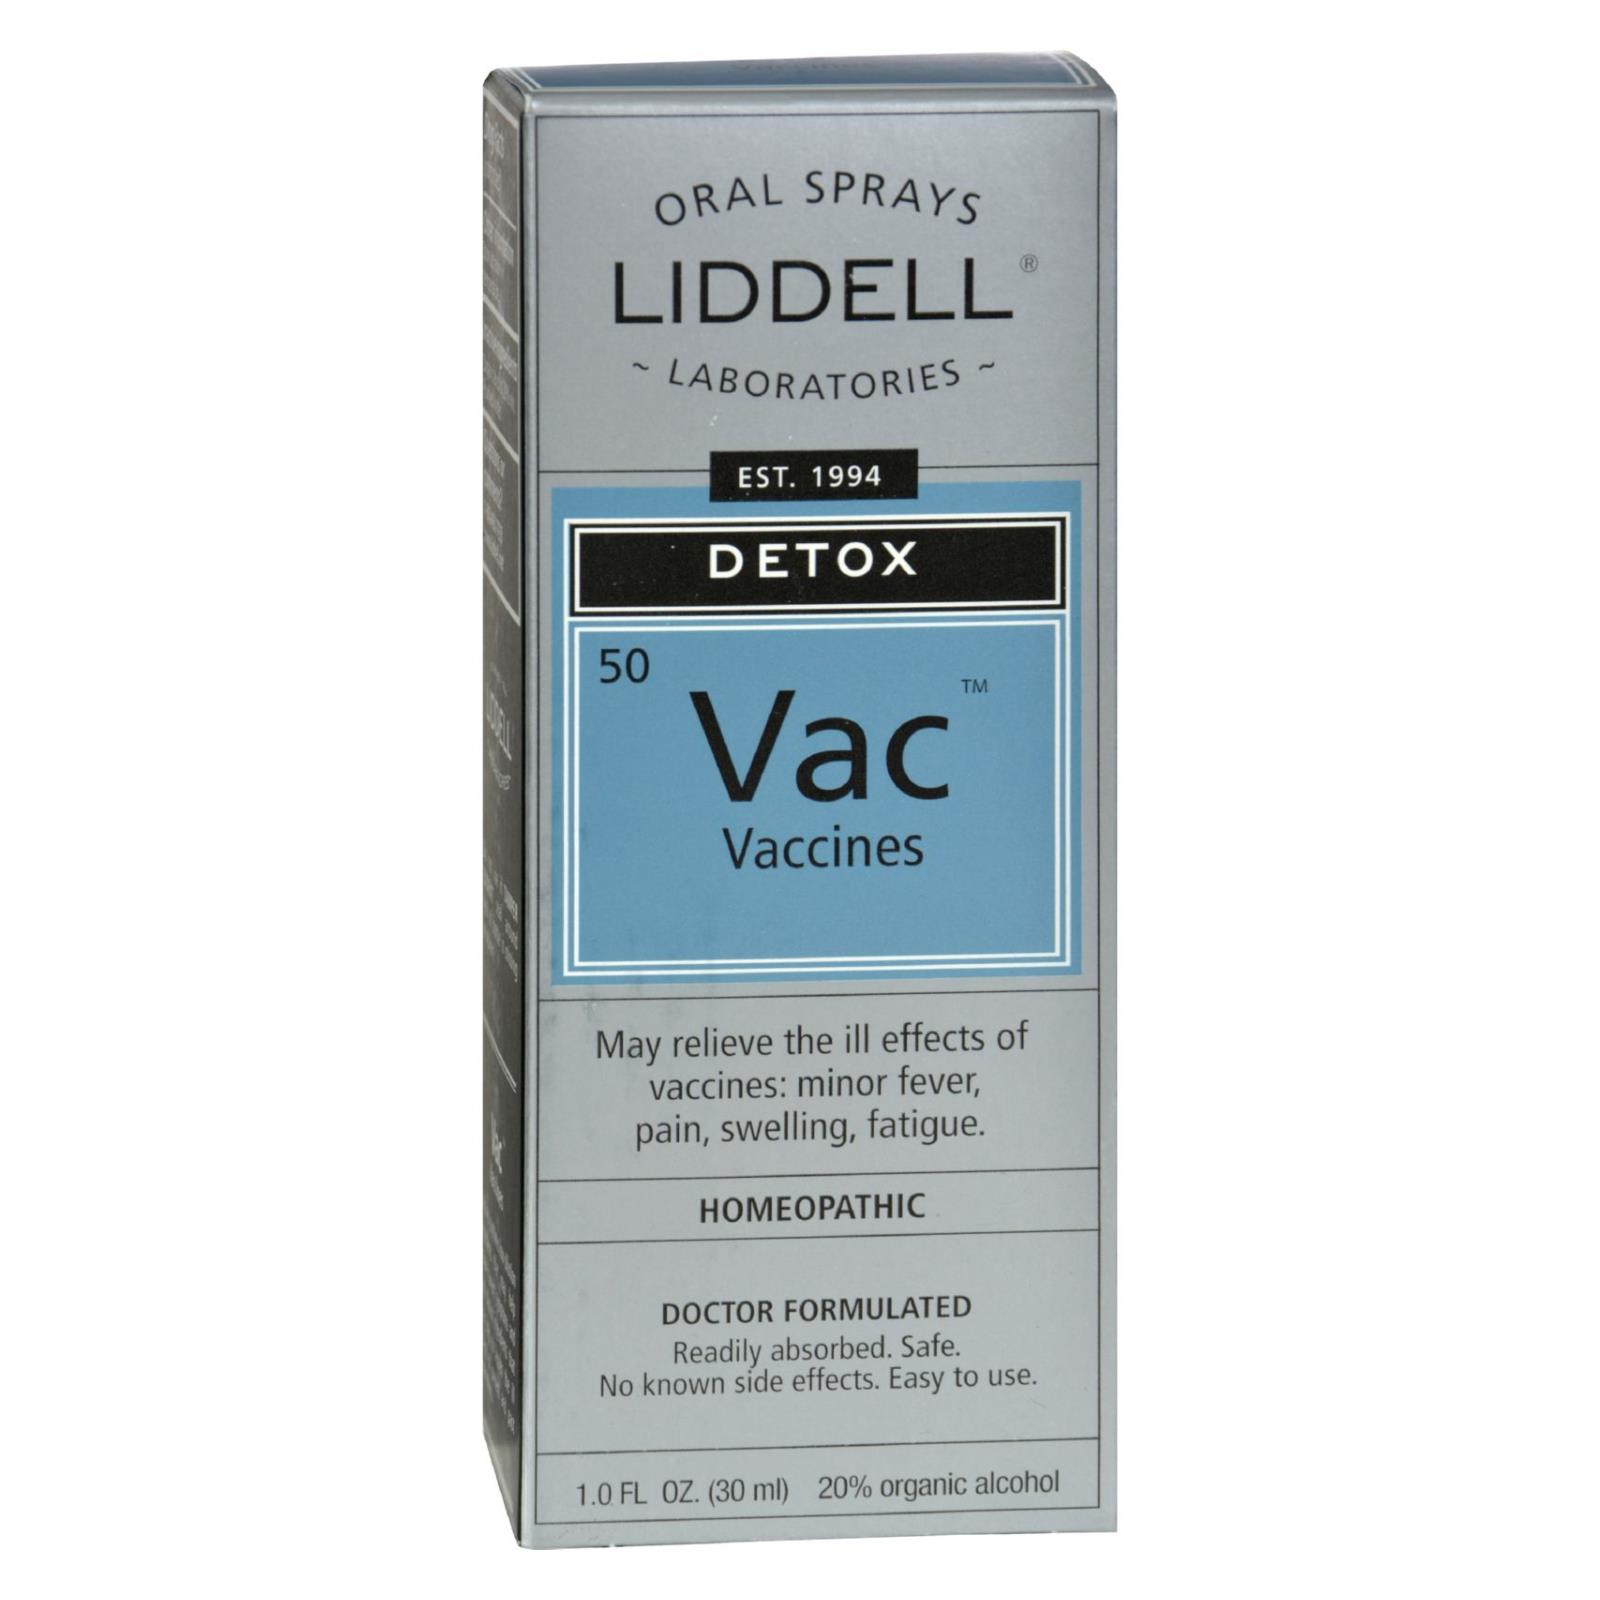 ORAL SPRAYS
LIDDELL®
~ LABORATORIES ~
EST. 1994
DETOX
50
Vac™
Vaccines
May relieve the ill effects of
vaccines: minor fever,
pain, swelling, fatigue.
HOMEOPATHIC
DOCTOR FORMULATED
Readily absorbed. Safe.
No known side effects. Easy to use.
1.0 FL OZ. (30 ml) 20% organic alcohol